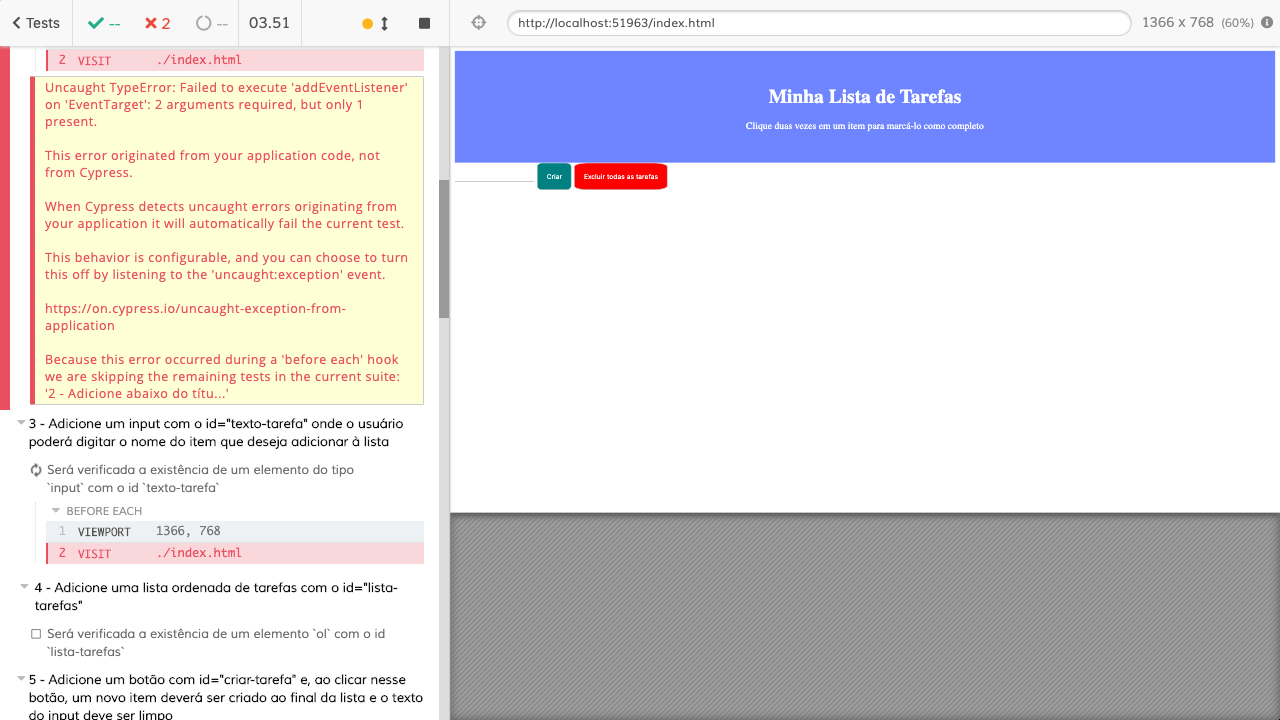 Tests
--
2
--
03.51
http://localhost:51963/index.html
1366 x 768 (60%)
2 VISIT ./index.html
Uncaught TypeError: Failed to execute 'addEventListener'
on 'EventTarget': 2 arguments required, but only 1
present.
This error originated from your application code, not
from Cypress.
When Cypress detects uncaught errors originating from
your application it will automatically fail the current test.
This behavior is configurable, and you can choose to turn
this off by listening to the 'uncaught:exception' event.
https://on.cypress.io/uncaught-exception-from-
application
Because this error occurred during a 'before each' hook
we are skipping the remaining tests in the current suite:
'2 - Adicione abaixo do títu...'
3 - Adicione um input com o id="texto-tarefa" onde o usuário
poderá digitar o nome do item que deseja adicionar à lista
Será verificada a existência de um elemento do tipo
`input` com o id `texto-tarefa`
BEFORE EACH
1 VIEWPORT 1366, 768
2 VISIT ./index.html
4 - Adicione uma lista ordenada de tarefas com o id="lista-
tarefas"
Será verificada a existência de um elemento `ol` com o id
`lista-tarefas`
5 - Adicione um botão com id="criar-tarefa" e, ao clicar nesse
botão, um novo item deverá ser criado ao final da lista e o texto
do input deve ser limpo
Minha Lista de Tarefas
Clique duas vezes em um item para marcá-lo como completo
Criar
Excluir todas as tarefas